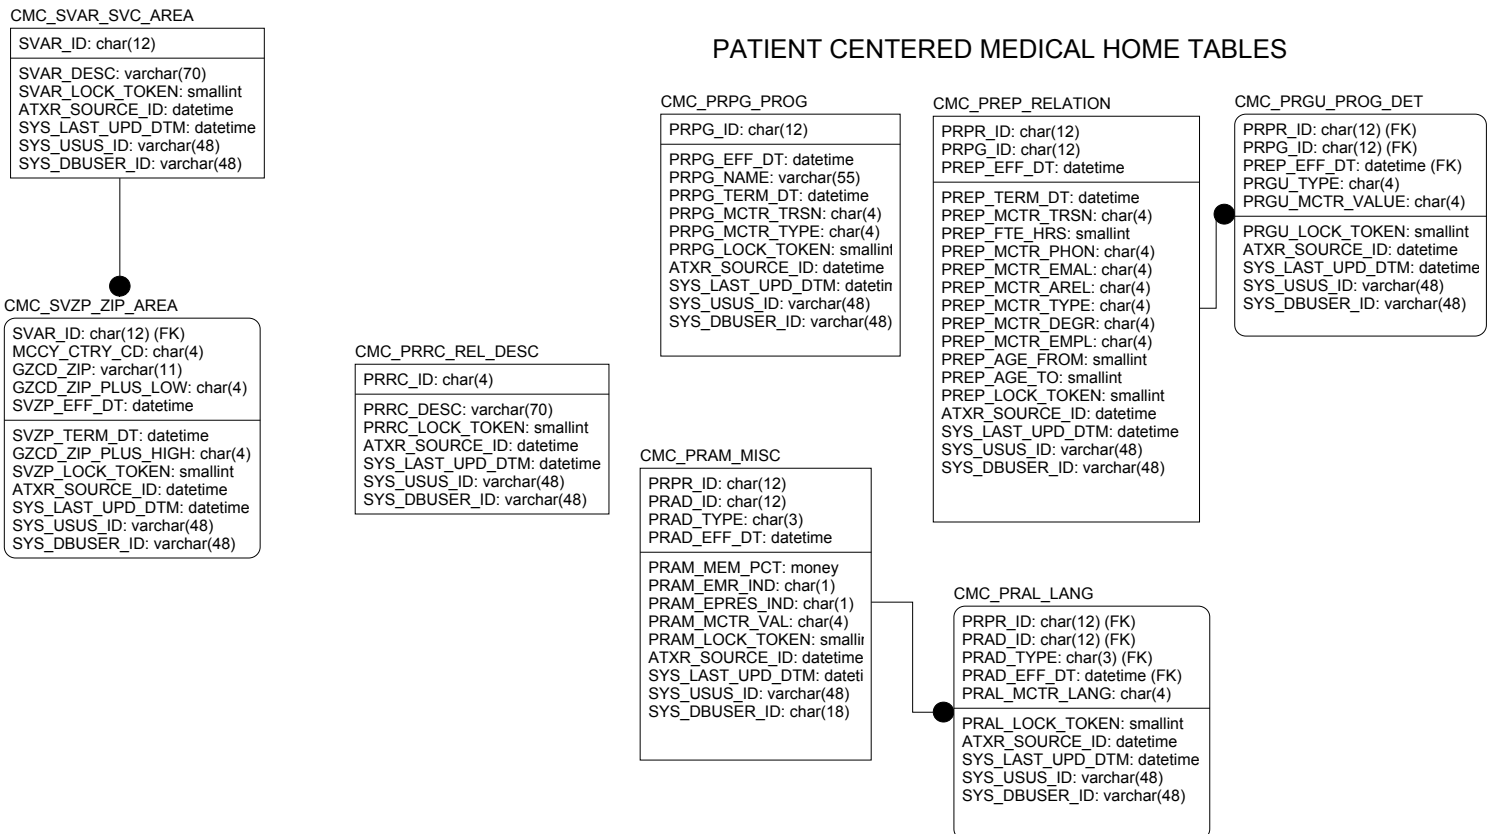 CMC_SVAR_SVC_AREA
SVAR_ID: char(12)
SVAR_DESC: varchar(70)
SVAR_LOCK_TOKEN: smallint
ATXR_SOURCE_ID: datetime
SYS_LAST_UPD_DTM: datetime
SYS_USUS_ID: varchar(48)
SYS_DBUSER_ID: varchar(48)
CMC_SVZP_ZIP_AREA
SVAR_ID: char(12) (FK)
MCCY_CTRY_CD: char(4)
GZCD_ZIP: varchar(11)
GZCD_ZIP_PLUS_LOW: char(4)
SVZP_EFF_DT: datetime
SVZP_TERM_DT: datetime
GZCD_ZIP_PLUS_HIGH: char(4)
SVZP_LOCK_TOKEN: smallint
ATXR_SOURCE_ID: datetime
SYS_LAST_UPD_DTM: datetime
SYS_USUS_ID: varchar(48)
SYS_DBUSER_ID: varchar(48)
CMC_PRRC_REL_DESC
PRRC_ID: char(4)
PRRC_DESC: varchar(70)
PRRC_LOCK_TOKEN: smallint
ATXR_SOURCE_ID: datetime
SYS_LAST_UPD_DTM: datetime
SYS_USUS_ID: varchar(48)
SYS_DBUSER_ID: varchar(48)
PATIENT CENTERED MEDICAL HOME TABLES
CMC_PRPG_PROG
PRPG_ID: char(12)
PRPG_EFF_DT: datetime
PRPG_NAME: varchar(55)
PRPG_TERM_DT: datetime
PRPG_MCTR_TRSN: char(4)
PRPG_MCTR_TYPE: char(4)
PRPG_LOCK_TOKEN: smallint
ATXR_SOURCE_ID: datetime
SYS_LAST_UPD_DTM: datetim
SYS_USUS_ID: varchar(48)
SYS_DBUSER_ID: varchar(48)
CMC_PREP_RELATION
PRPR_ID: char(12)
PRPG_ID: char(12)
PREP_EFF_DT: datetime
PREP_TERM_DT: datetime
PREP_MCTR_TRSN: char(4)
PREP_FTE_HRS: smallint
PREP_MCTR_PHON: char(4)
PREP_MCTR_EMAL: char(4)
PREP_MCTR_AREL: char(4)
PREP_MCTR_TYPE: char(4)
PREP_MCTR_DEGR: char(4)
PREP_MCTR_EMPL: char(4)
PREP_AGE_FROM: smallint
PREP_AGE_TO: smallint
PREP_LOCK_TOKEN: smallint
ATXR_SOURCE_ID: datetime
SYS_LAST_UPD_DTM: datetime
SYS_USUS_ID: varchar(48)
SYS_DBUSER_ID: varchar(48)
CMC_PRGU_PROG_DET
PRPR_ID: char(12) (FK)
PRPG_ID: char(12) (FK)
PREP_EFF_DT: datetime (FK)
PRGU_TYPE: char(4)
PRGU_MCTR_VALUE: char(4)
PRGU_LOCK_TOKEN: smallint
ATXR_SOURCE_ID: datetime
SYS_LAST_UPD_DTM: datetime
SYS_USUS_ID: varchar(48)
SYS_DBUSER_ID: varchar(48)
CMC_PRAM_MISC
PRPR_ID: char(12)
PRAD_ID: char(12)
PRAD_TYPE: char(3)
PRAD_EFF_DT: datetime
PRAM_MEM_PCT: money
PRAM_EMR_IND: char(1)
PRAM_EPRES_IND: char(1)
PRAM_MCTR_VAL: char(4)
PRAM_LOCK_TOKEN: smallin
ATXR_SOURCE_ID: datetime
SYS_LAST_UPD_DTM: dateti
SYS_USUS_ID: varchar(48)
SYS_DBUSER_ID: char(18)
CMC_PRAL_LANG
PRPR_ID: char(12) (FK)
PRAD_ID: char(12) (FK)
PRAD_TYPE: char(3) (FK)
PRAD_EFF_DT: datetime (FK)
PRAL_MCTR_LANG: char(4)
PRAL_LOCK_TOKEN: smallint
ATXR_SOURCE_ID: datetime
SYS_LAST_UPD_DTM: datetime
SYS_USUS_ID: varchar(48)
SYS_DBUSER_ID: varchar(48)